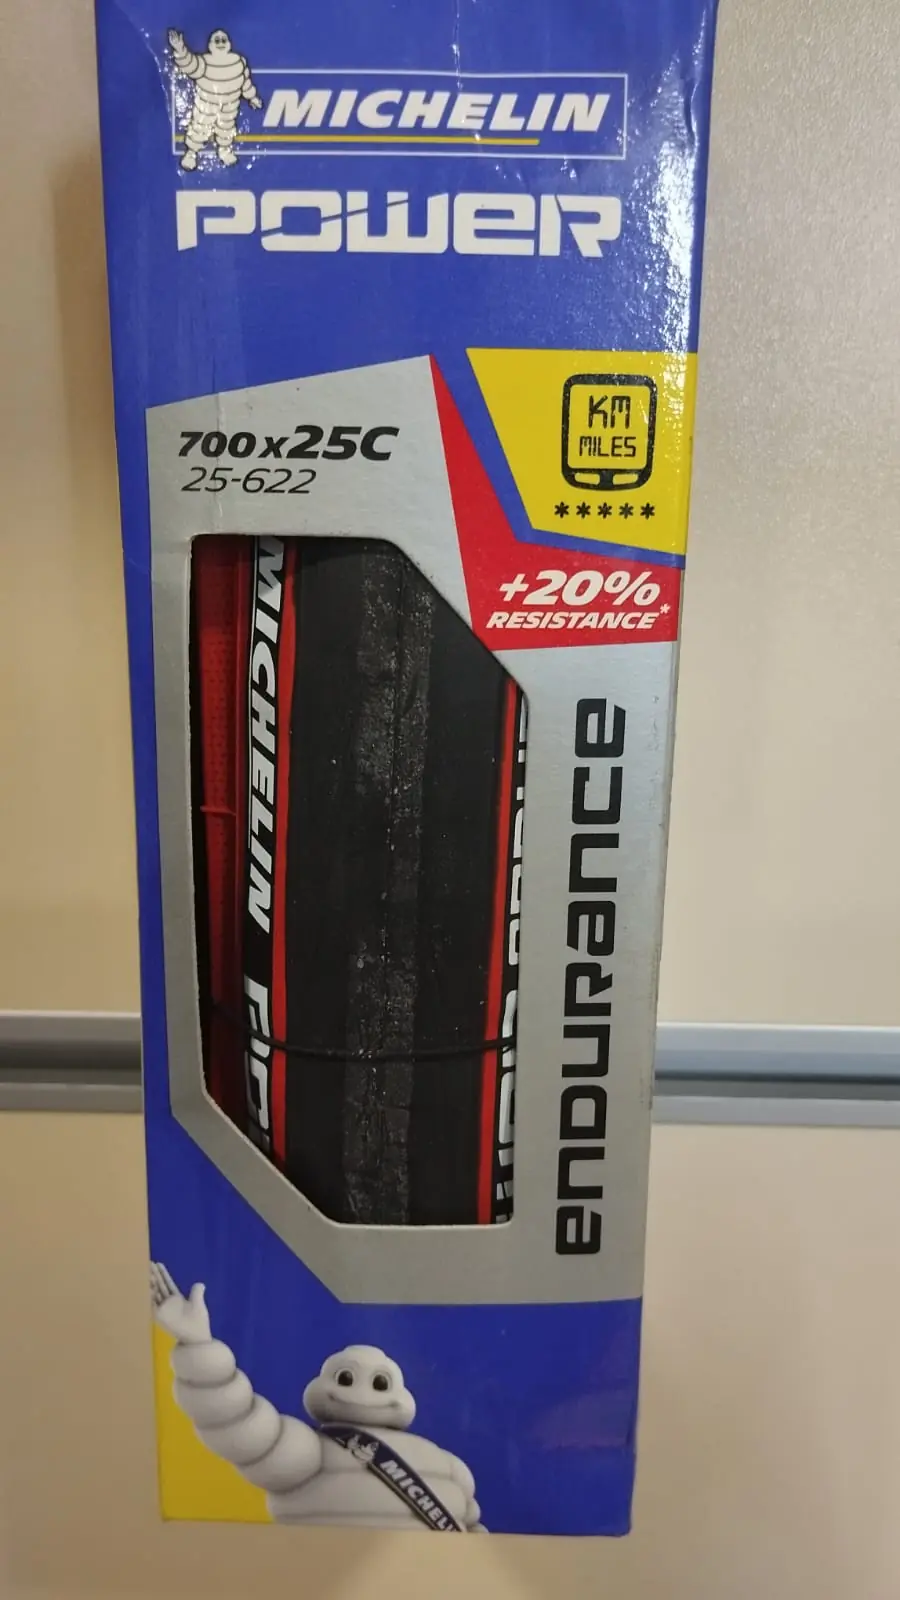 MICHELIN
POWER
700x25C
25-622
KM
MILES
*****
+20%
RESISTANCE*
MICHELIN
ENDURANCE
MICHELIN